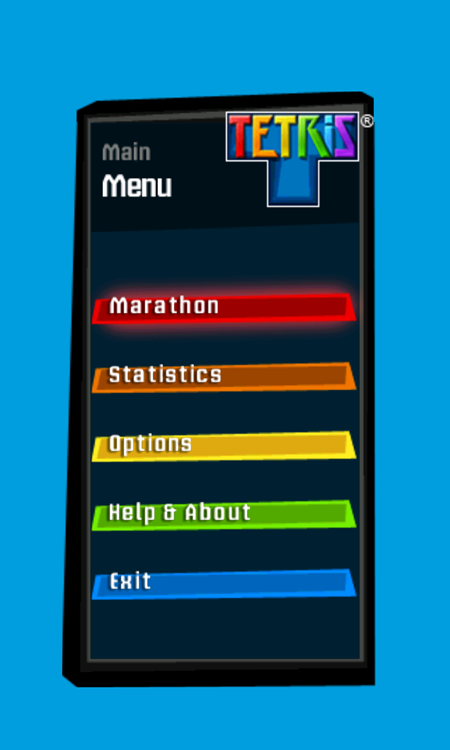 TETRiS®
Main
Menu
Marathon
Statistics
Options
Help & About
Exit